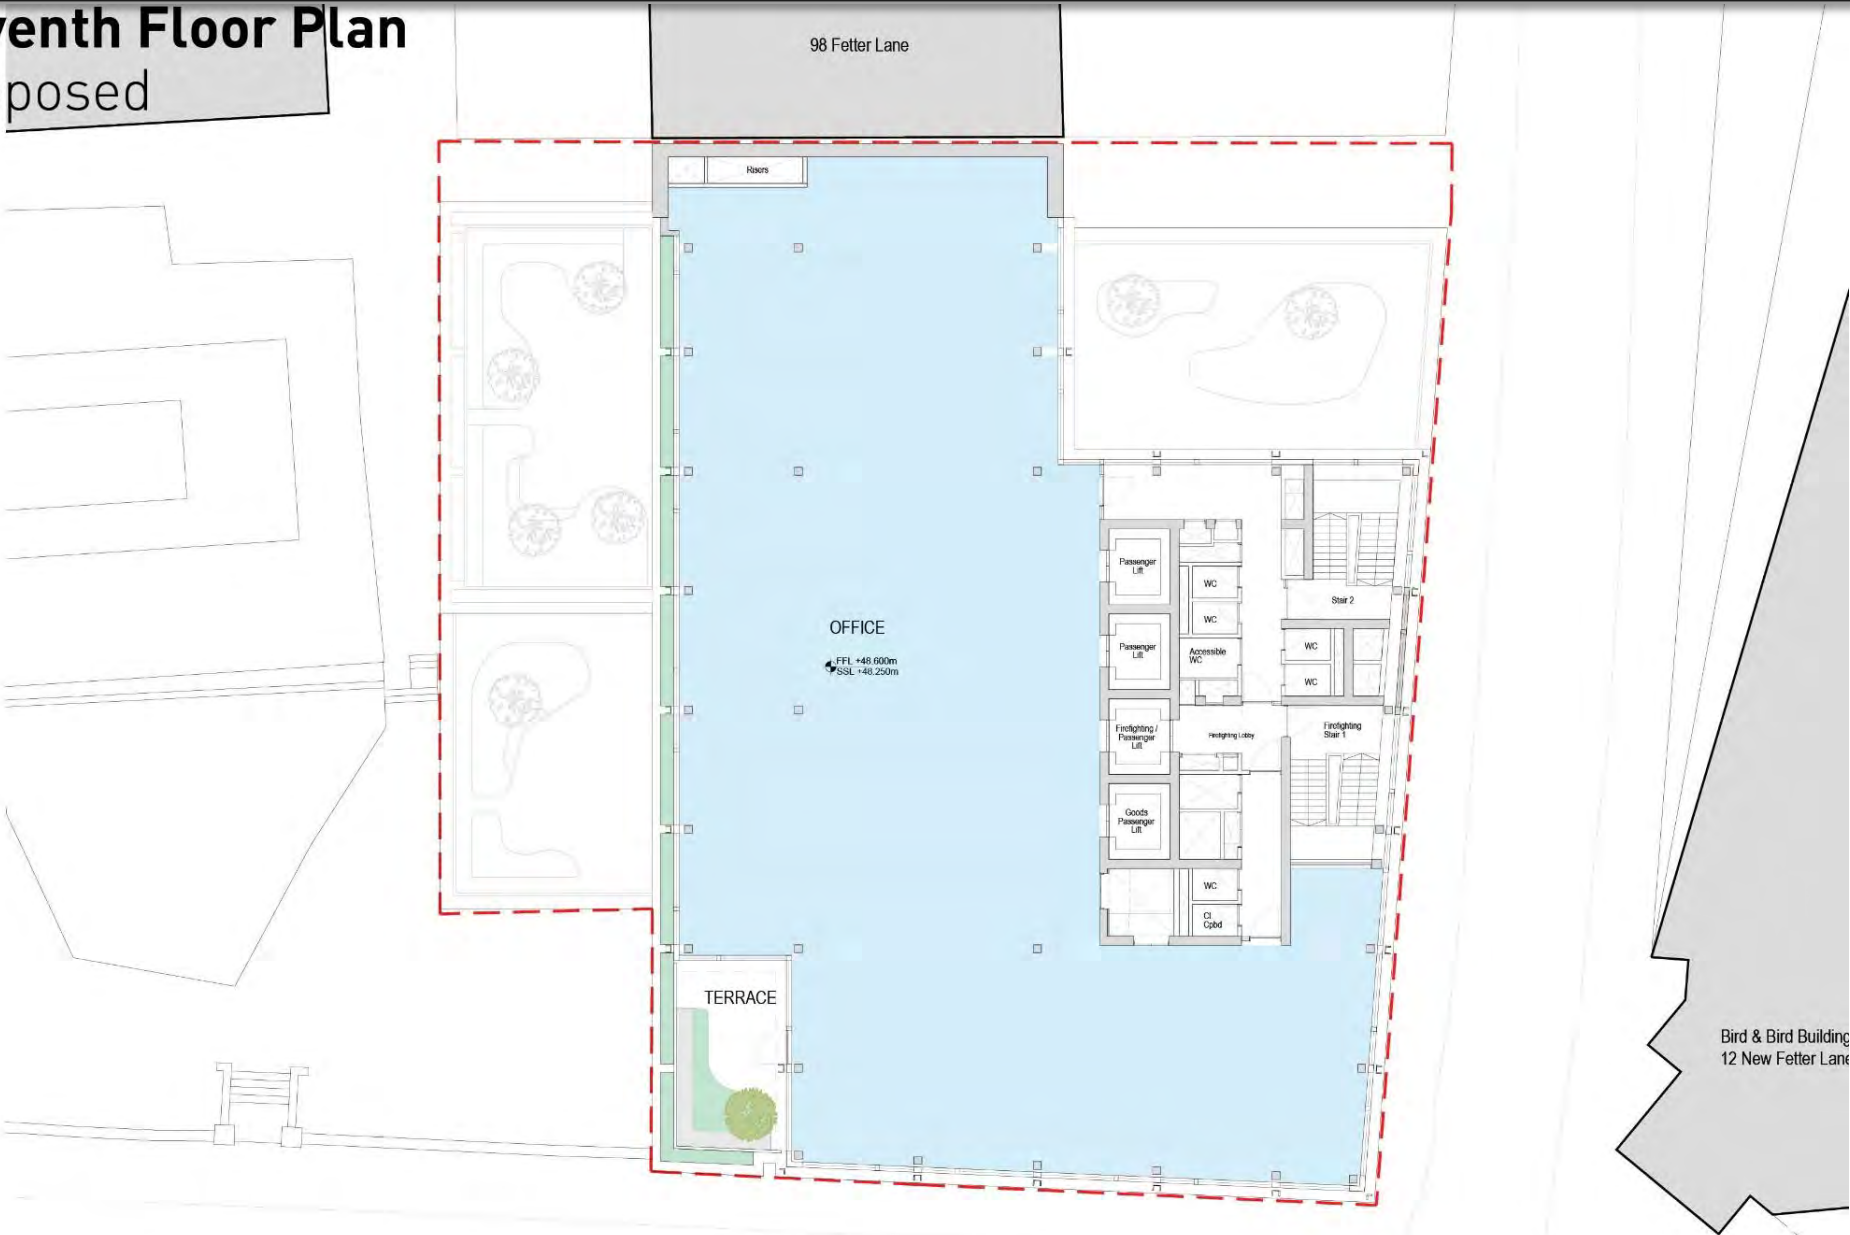 venth Floor Plan
posed
98 Fetter Lane
Risers
Passenger
Lift
WC
WC
Stair 2
OFFICE
FFL +48.600m
SSL +48.250m
Passenger
Lift
Accessible
WC
WC
WC
Firefighting /
Passenger
Lift
Firefighting Lobby
Firefighting
Stair 1
Goods
Passenger
Lift
WC
Cl
Cpbd
TERRACE
Bird & Bird Building
12 New Fetter Lane